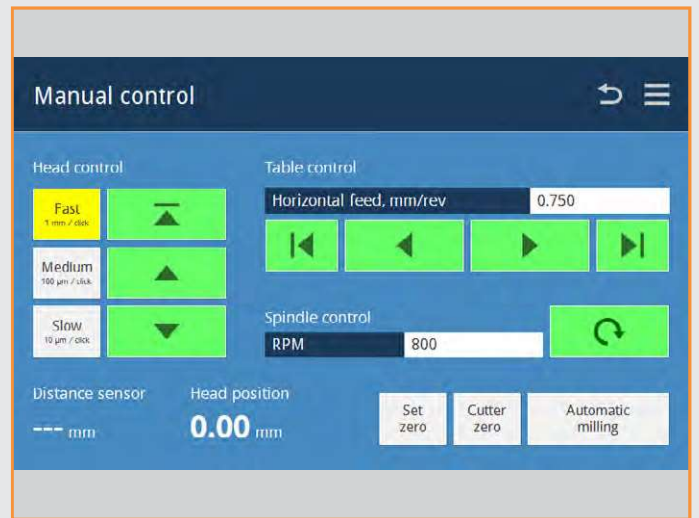 Manual control
Head control
Fast
1 mm / click
Medium
100 µm / click
Slow
10 µm / click
Table control
Horizontal feed, mm/rev 0.750
Spindle control
RPM 800
Distance sensor
--- mm
Head position
0.00 mm
Set
zero
Cutter
zero
Automatic
milling